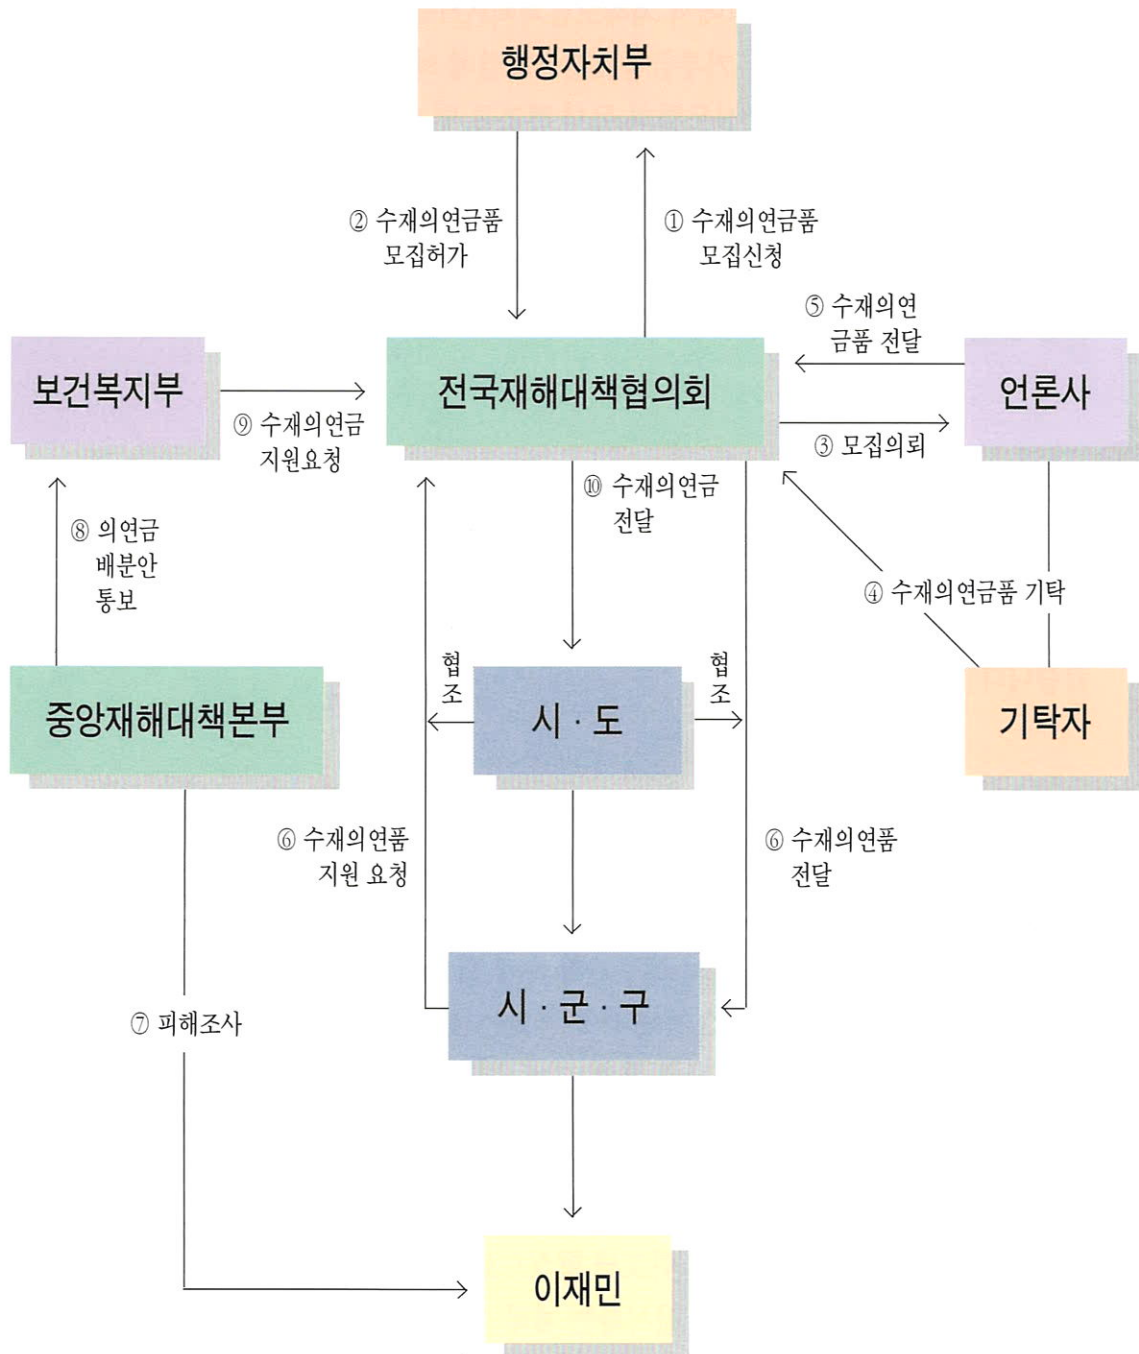 행정자치부
② 수재의연금품
모집허가
① 수재의연금품
모집신청
⑤ 수재의연
금품 전달
보건복지부
전국재해대책협의회
언론사
⑨ 수재의연금
지원요청
③ 모집의뢰
⑩ 수재의연금
전달
⑧ 의연금
배분안
통보
④ 수재의연금품 기탁
협
조
협
조
중앙재해대책본부
시 · 도
기탁자
⑥ 수재의연품
지원 요청
⑥ 수재의연품
전달
시 · 군 · 구
⑦ 피해조사
이재민